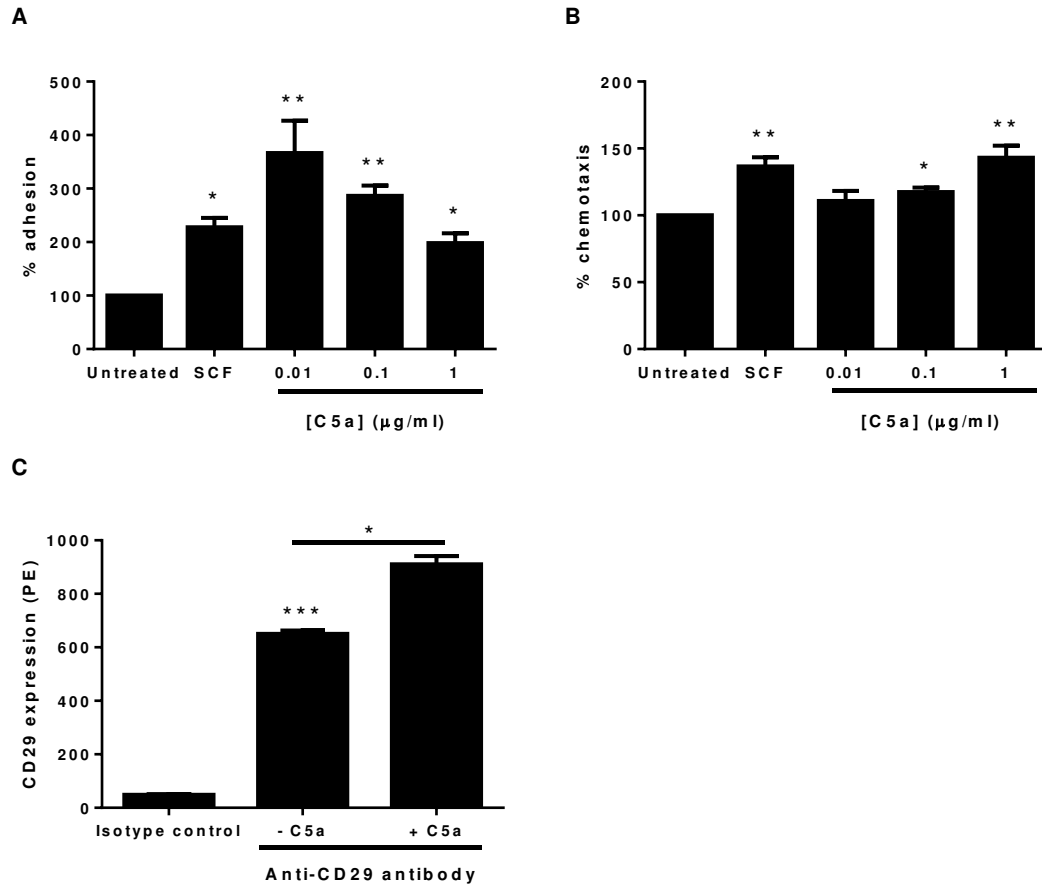 A
500
400
300
200
100
0
% adhesion
* ** ** *
Untreated SCF 0.01 0.1 1
[C5a] (µg/ml)
B
200
150
100
50
0
% chemotaxis
** * **
Untreated SCF 0.01 0.1 1
[C5a] (µg/ml)
C
1000
800
600
400
200
0
CD29 expression (PE)
*
***
Isotype control - C5a + C5a
Anti-CD29 antibody